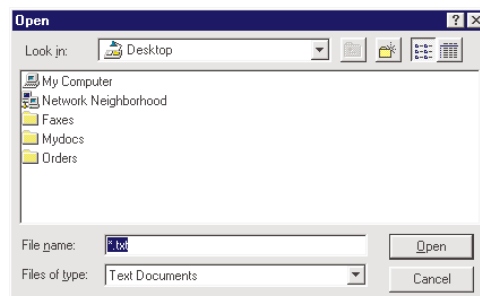 Open
Look in: Desktop
My Computer
Network Neighborhood
Faxes
Mydocs
Orders
File name: *.txt Open
Files of type: Text Documents Cancel